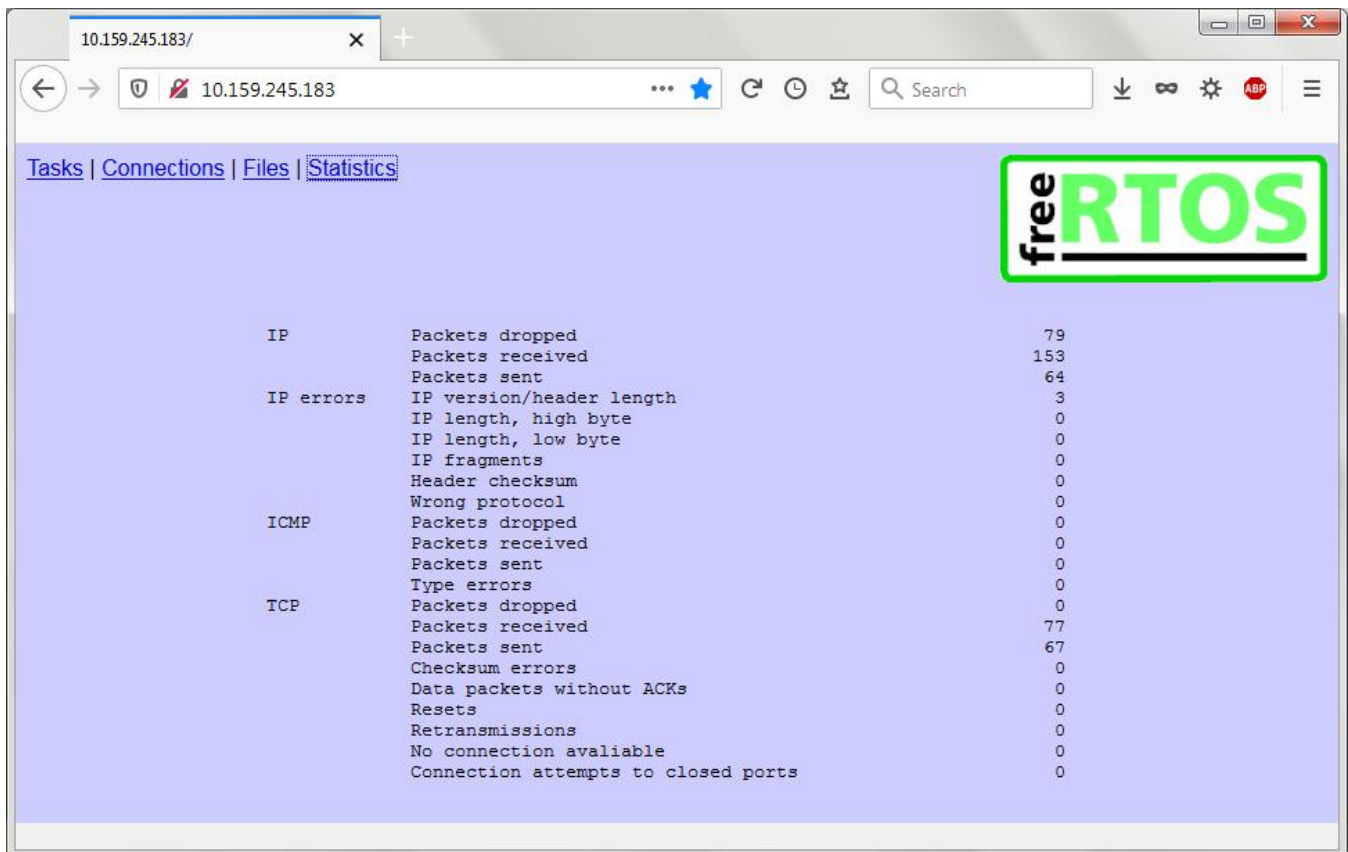 10.159.245.183/
10.159.245.183
Search
ABP
Tasks | Connections | Files | Statistics
free RTOS
IP Packets dropped 79
Packets received 153
Packets sent 64
IP errors IP version/header length 3
IP length, high byte 0
IP length, low byte 0
IP fragments 0
Header checksum 0
Wrong protocol 0
ICMP Packets dropped 0
Packets received 0
Packets sent 0
Type errors 0
TCP Packets dropped 0
Packets received 77
Packets sent 67
Checksum errors 0
Data packets without ACKs 0
Resets 0
Retransmissions 0
No connection avaliable 0
Connection attempts to closed ports 0